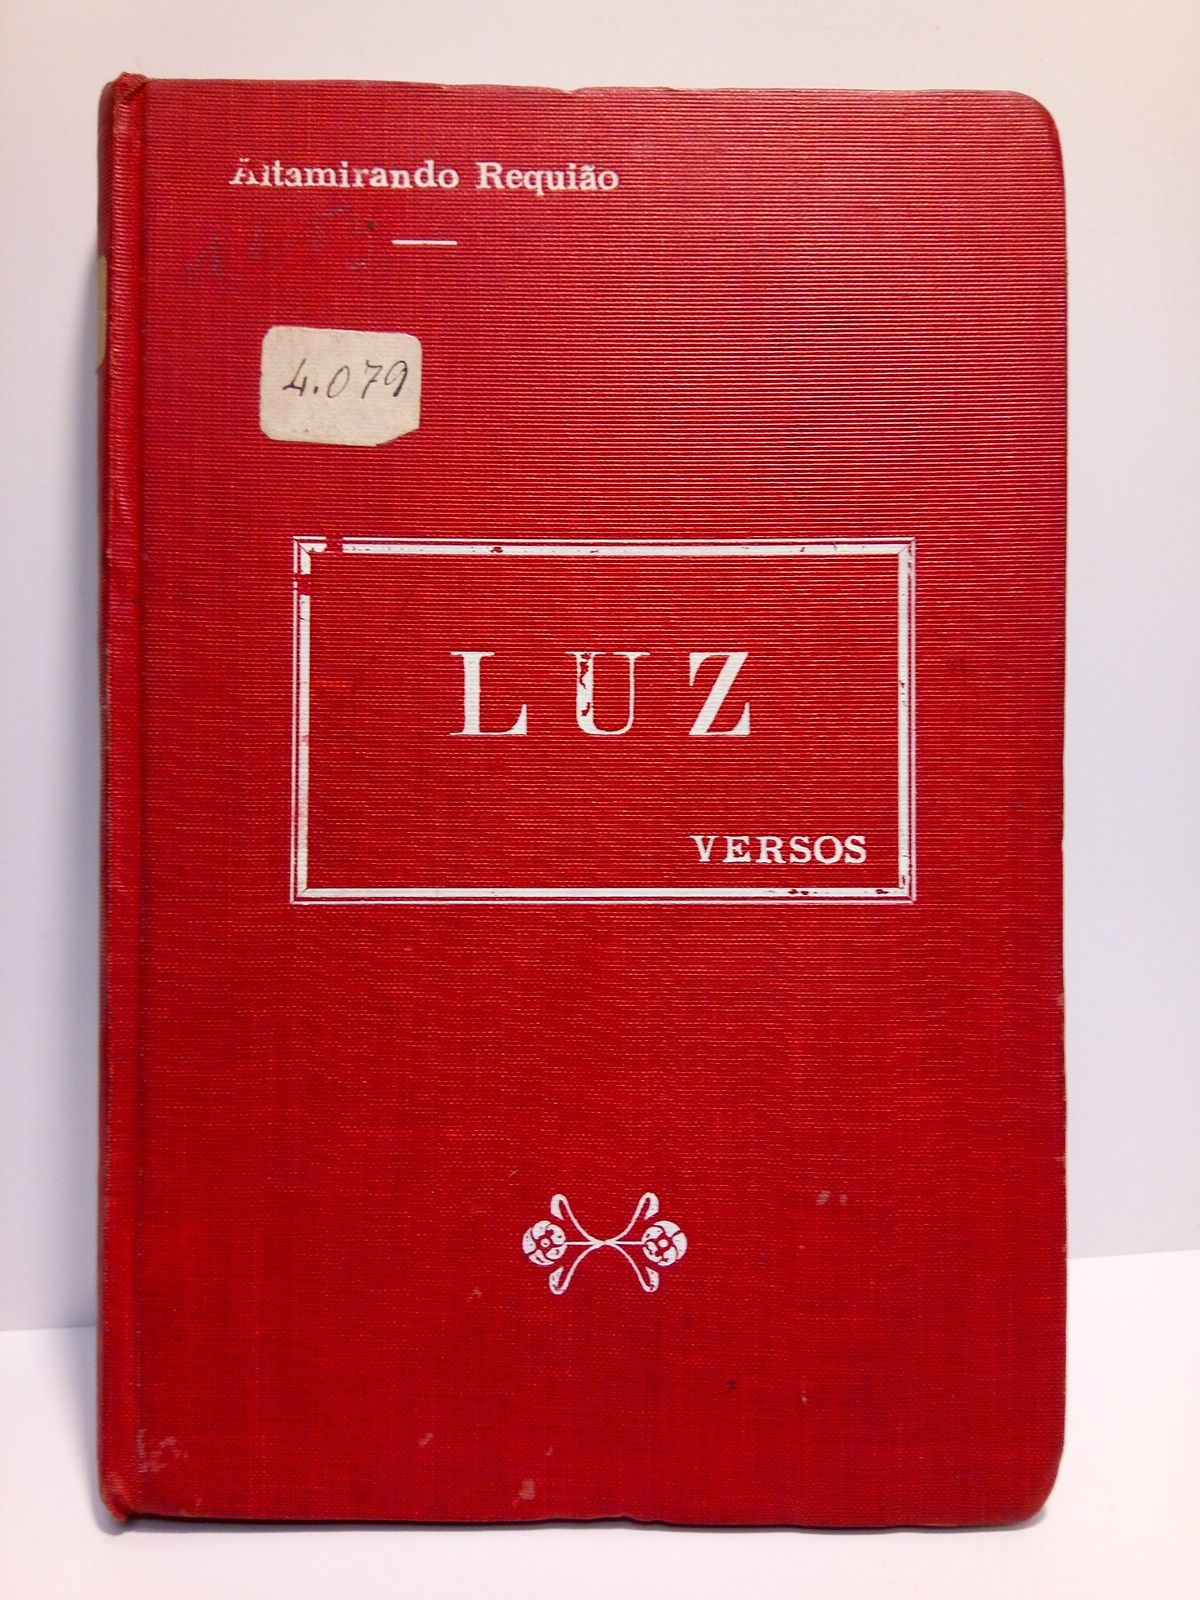 Altamirando Requião
4.079
LUZ
VERSOS